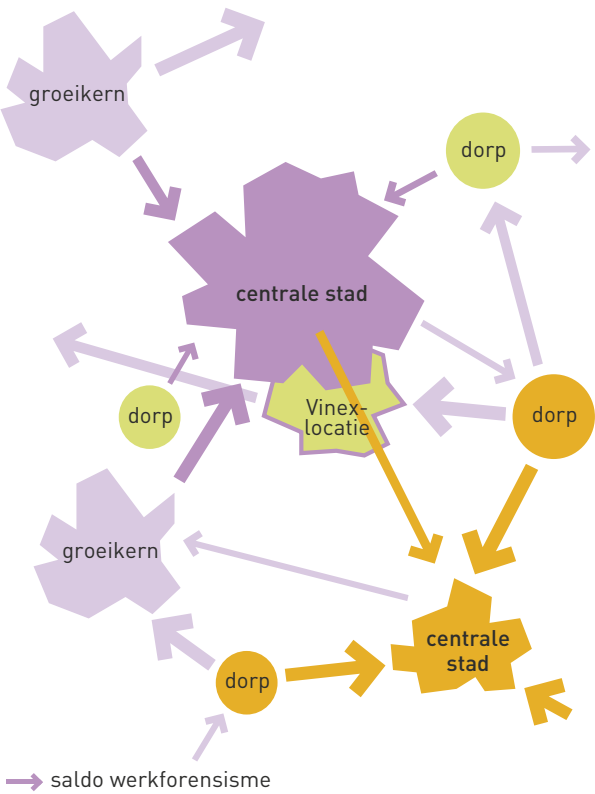 groeikern
dorp
centrale stad
Vinex-
locatie
dorp
dorp
groeikern
centrale
stad
dorp
saldo werkforensisme